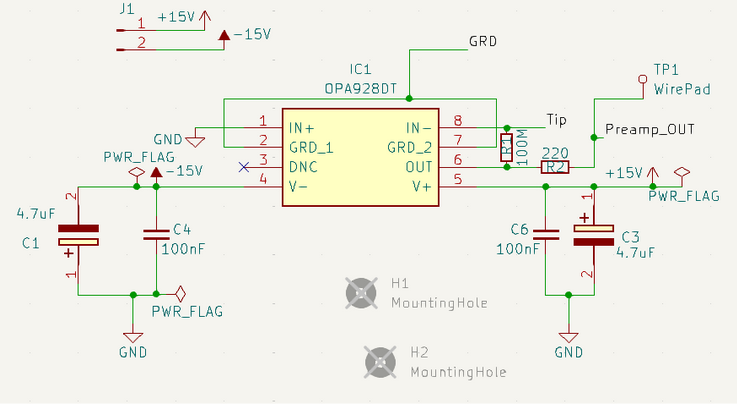 J1
+15V
1
2
-15V
GRD
IC1
OPA928DT
TP1
WirePad
1
IN+
IN-
8
Tip
GND
2
GRD_1
GRD_2
7
R1
100M
Preamp_OUT
3
DNC
OUT
6
220
R2
4
V-
V+
5
PWR_FLAG
-15V
+15V
PWR_FLAG
2
4.7uF
C1
1
C4
100nF
C6
100nF
1
C3
4.7uF
2
PWR_FLAG
GND
H1
MountingHole
GND
H2
MountingHole